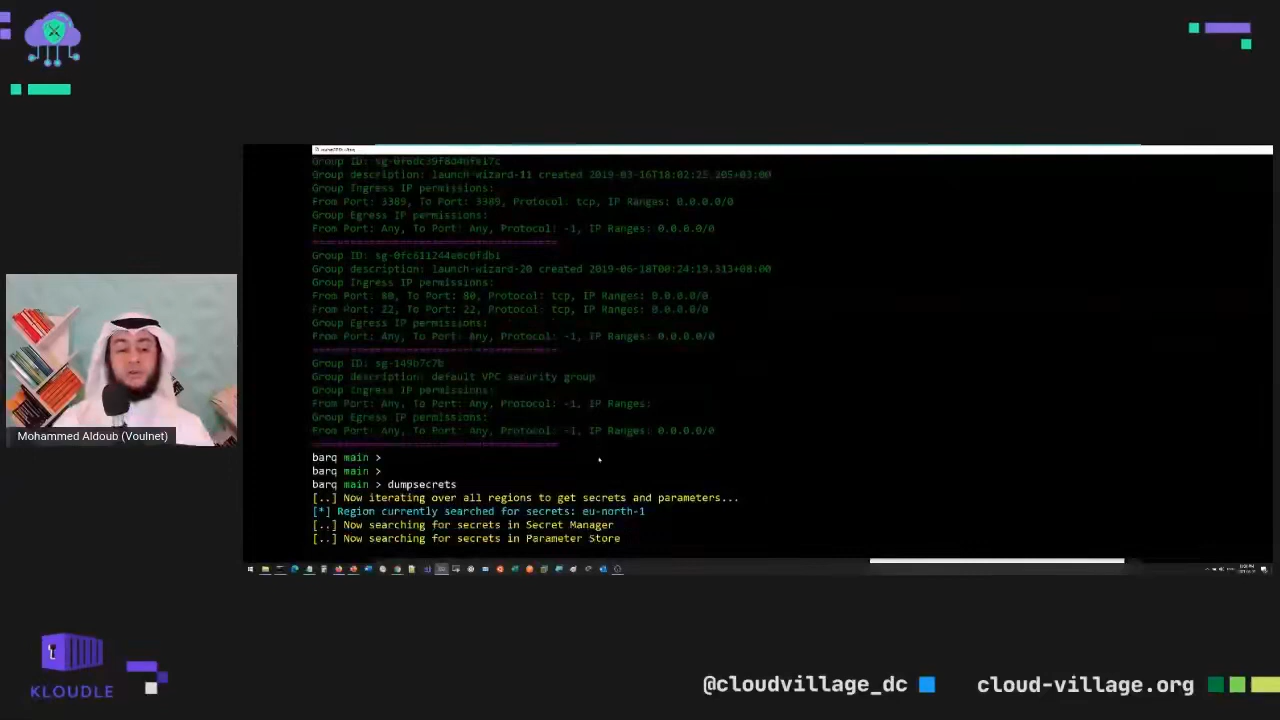 Group description: launch-wizard-11 created 2019-03-16T18:02:25.205+03:00
Group Ingress IP permissions:
From Port: 3389, To Port: 3389, Protocol: tcp, IP Ranges: 0.0.0.0/0
Group Egress IP permissions:
From Port: Any, To Port: Any, Protocol: -1, IP Ranges: 0.0.0.0/0
Group ID: sg-0fc611244e0c0fdb1
Group description: launch-wizard-20 created 2019-06-18T00:24:19.313+08:00
Group Ingress IP permissions:
From Port: 80, To Port: 80, Protocol: tcp, IP Ranges: 0.0.0.0/0
From Port: 22, To Port: 22, Protocol: tcp, IP Ranges: 0.0.0.0/0
Group Egress IP permissions:
From Port: Any, To Port: Any, Protocol: -1, IP Ranges: 0.0.0.0/0
Group ID: sg-149b7c7b
Group description: default VPC security group
Group Ingress IP permissions:
From Port: Any, To Port: Any, Protocol: -1, IP Ranges:
Group Egress IP permissions:
From Port: Any, To Port: Any, Protocol: -1, IP Ranges: 0.0.0.0/0
barq main >
barq main >
barq main > dumpsecrets
[..] Now iterating over all regions to get secrets and parameters...
[*] Region currently searched for secrets: eu-north-1
[..] Now searching for secrets in Secret Manager
[..] Now searching for secrets in Parameter Store
Mohammed Aldoub (Voulnet)
KLOUDLE
@cloudvillage_dc
cloud-village.org